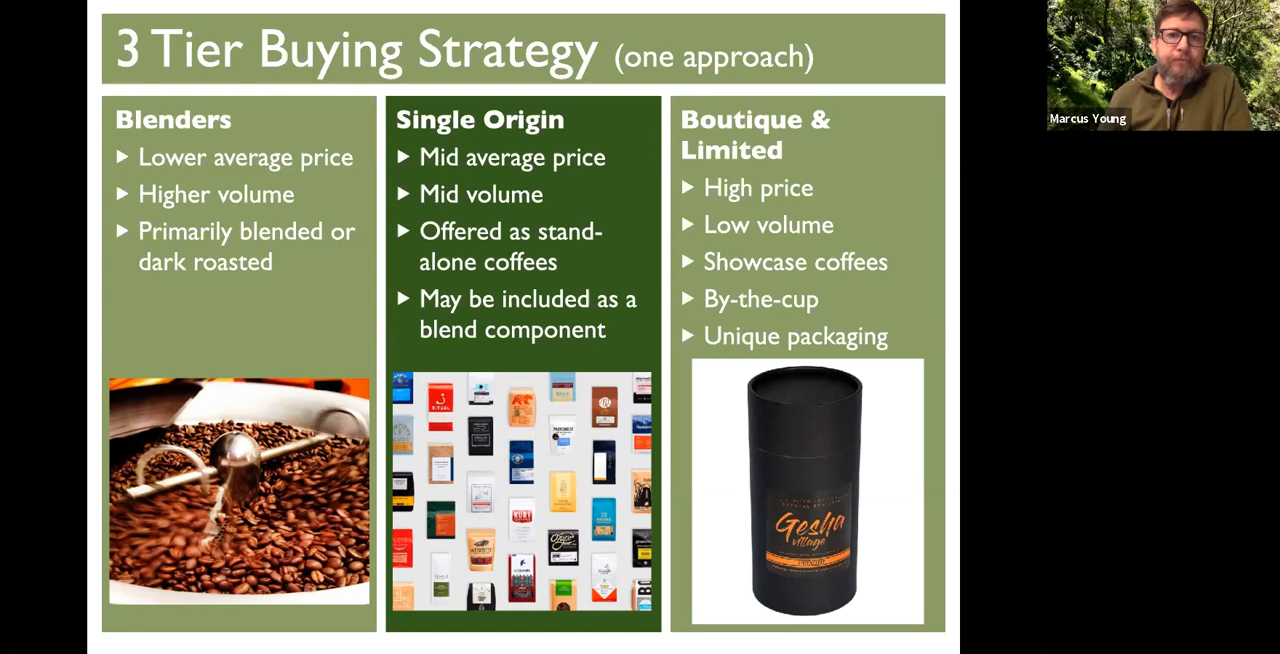 3 Tier Buying Strategy (one approach)
Blenders
Lower average price
Higher volume
Primarily blended or
dark roasted
Single Origin
Mid average price
Mid volume
Offered as stand-
alone coffees
May be included as a
blend component
Boutique &
Limited
High price
Low volume
Showcase coffees
By-the-cup
Unique packaging
RITUAL
RUBY
Gesha
village
Marcus Young